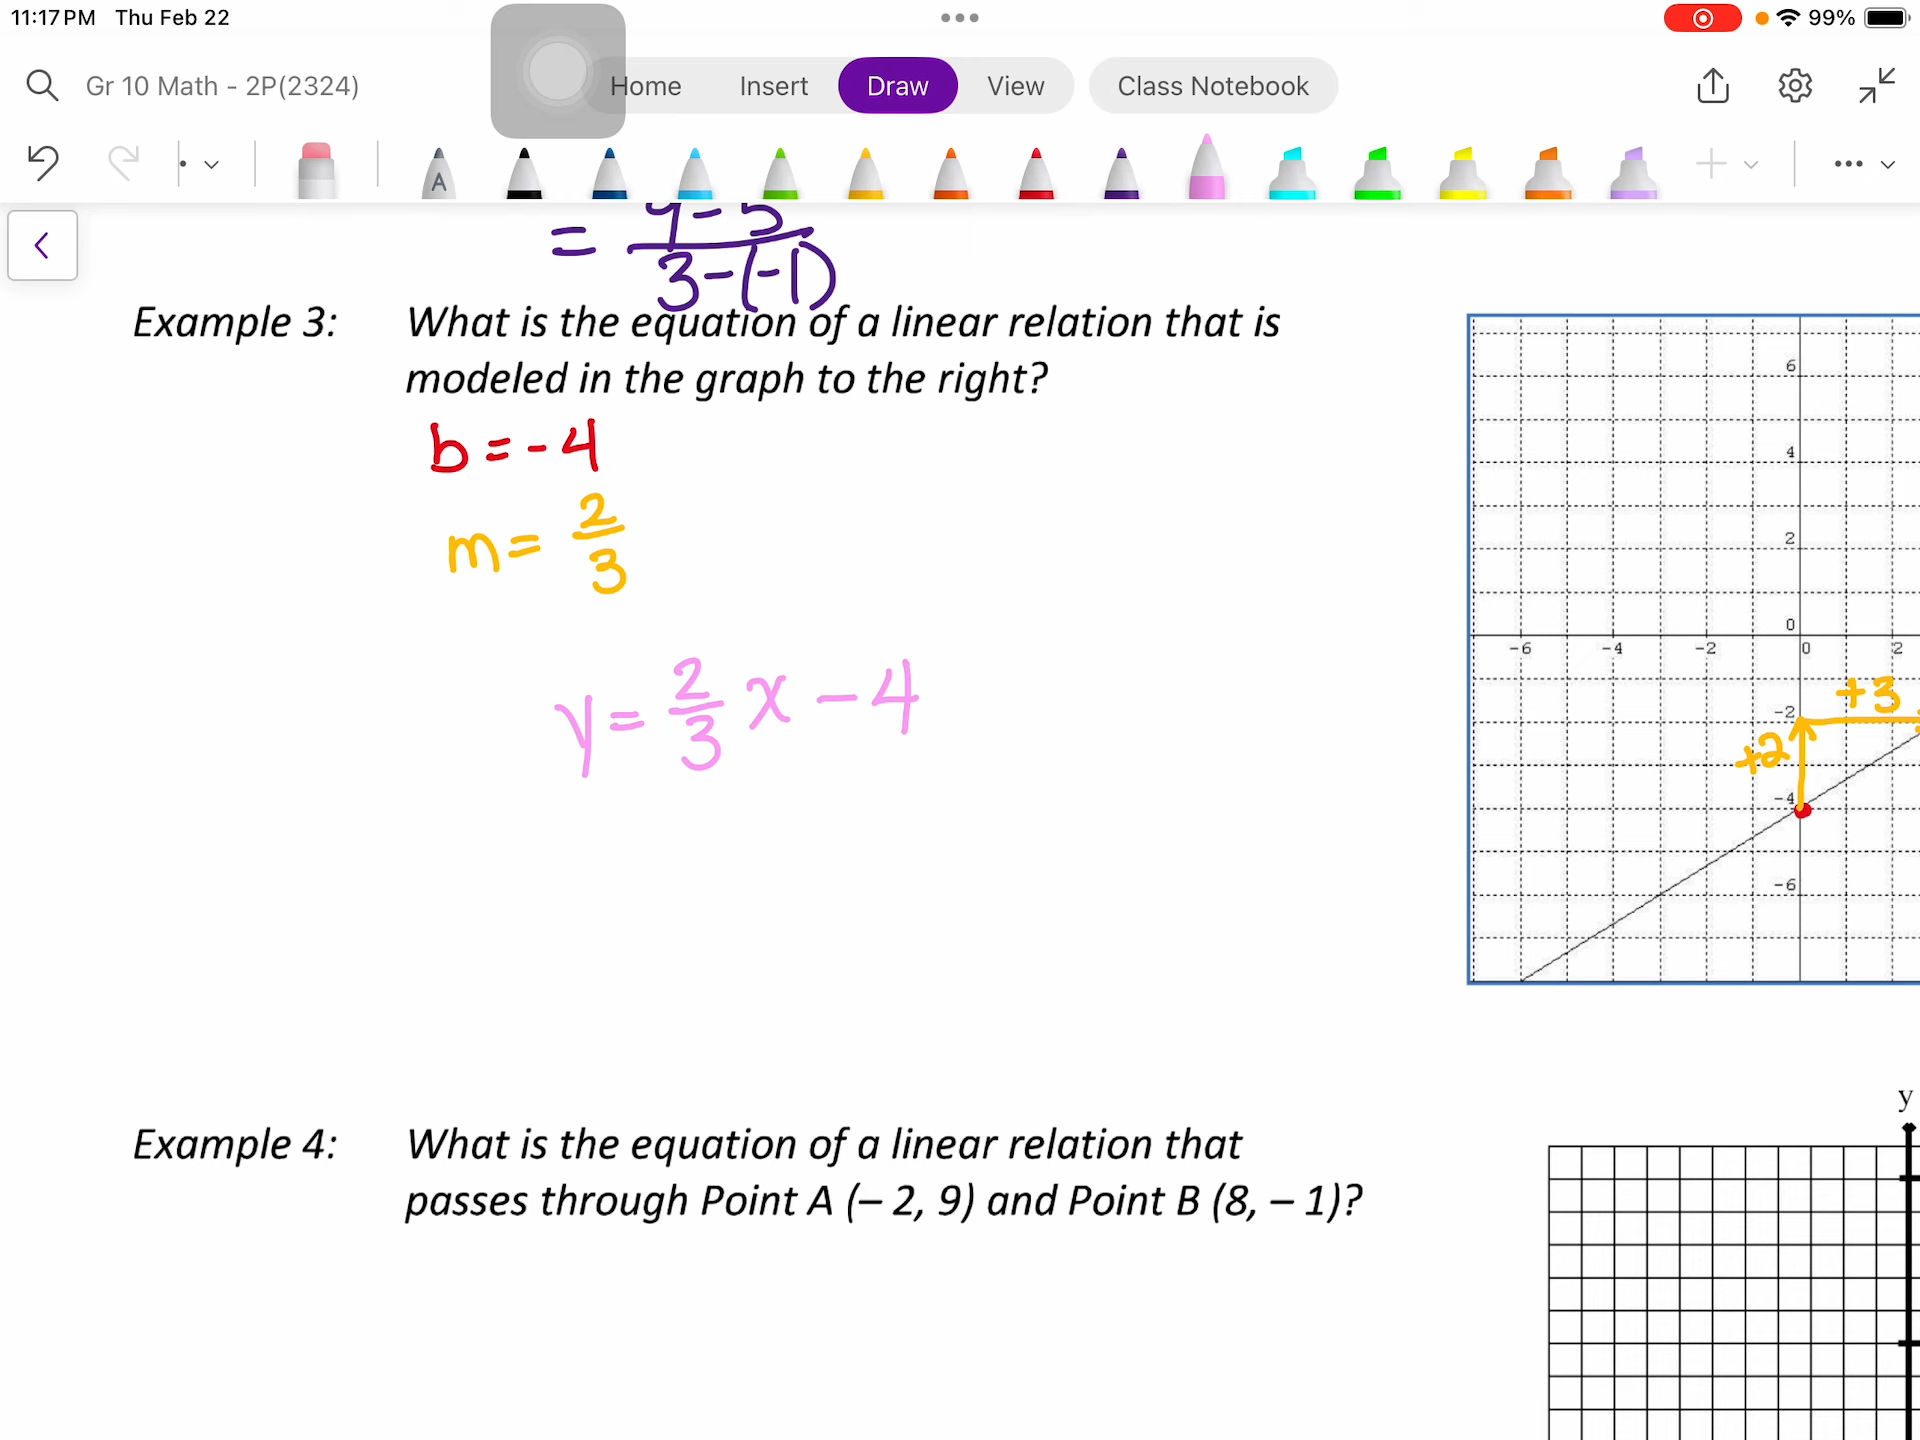 11:17 PM Thu Feb 22
99%
Gr 10 Math - 2P(2324)
Home Insert Draw View Class Notebook
A
= 9-5
3-(-1)
Example 3: What is the equation of a linear relation that is
modeled in the graph to the right?
b = -4
m = 2/3
y = 2/3 x - 4
6
4
2
0
-6 -4 -2 0 2
+3
-2
+2
-4
-6
y
Example 4: What is the equation of a linear relation that
passes through Point A (– 2, 9) and Point B (8, – 1)?